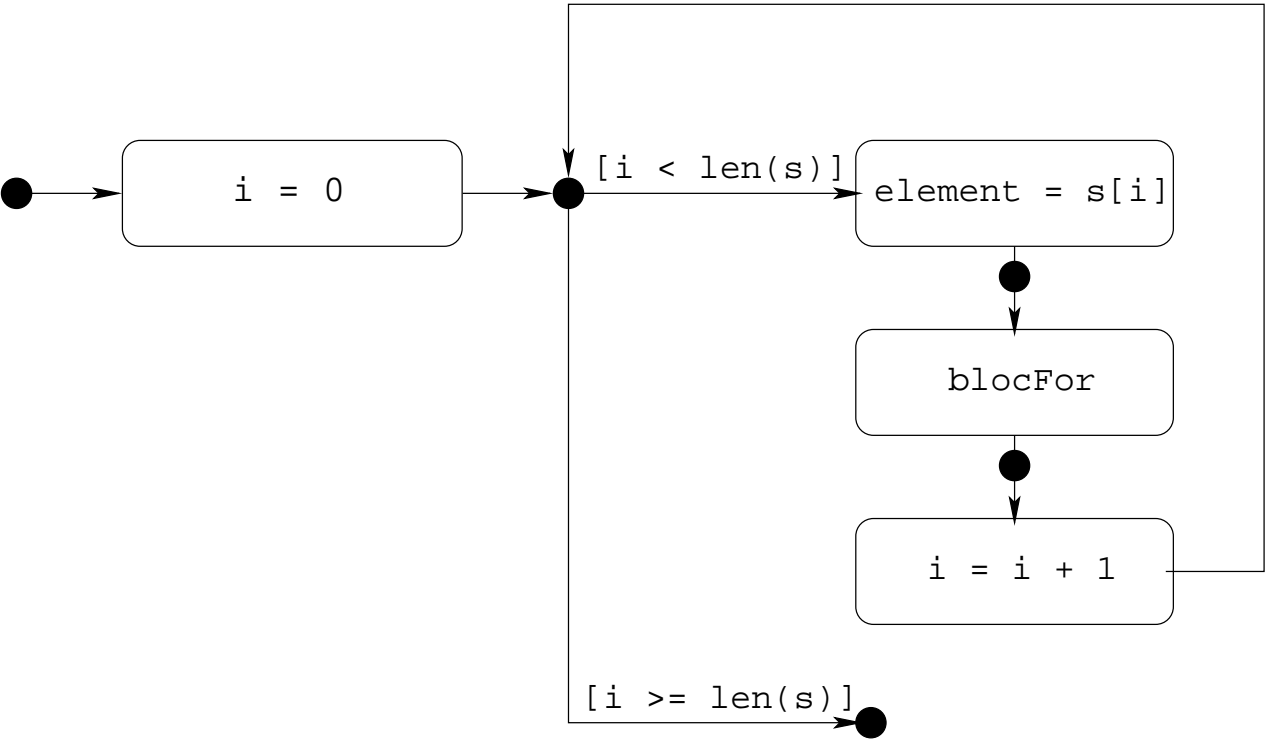 i = 0
[i < len(s)]
element = s[i]
blocFor
i = i + 1
[i >= len(s)]